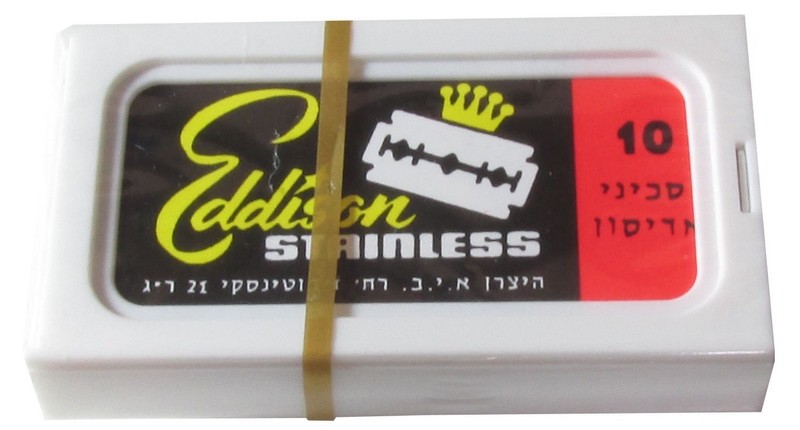 Eddison
STAINLESS
היצרן א.י.ב. רח' 21 ר"ג
10
סכיני
אדיסון